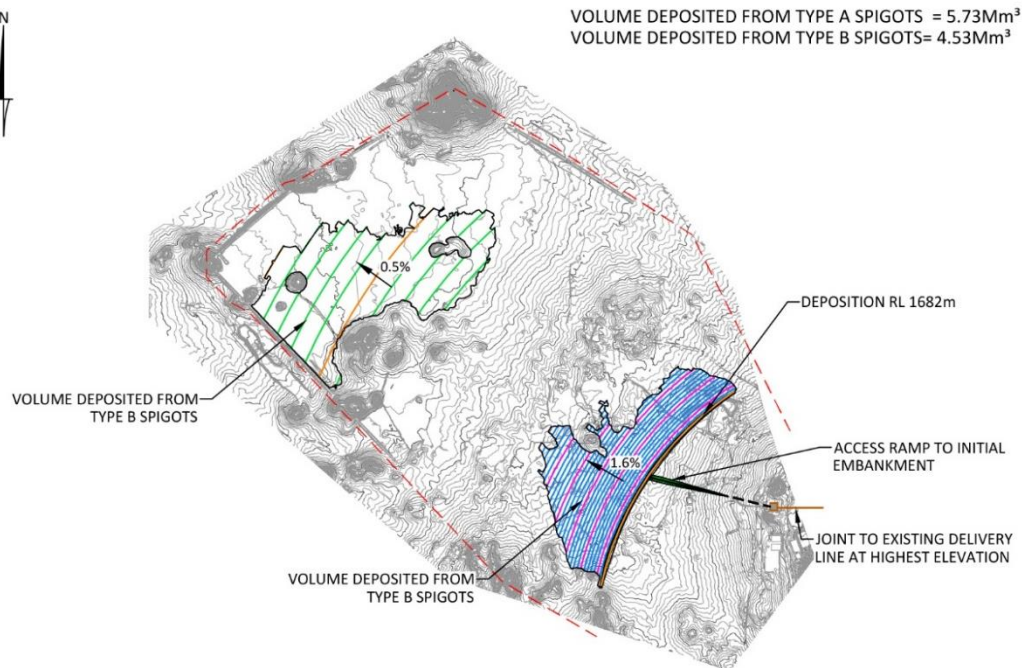 N
VOLUME DEPOSITED FROM TYPE A SPIGOTS = 5.73Mm³
VOLUME DEPOSITED FROM TYPE B SPIGOTS= 4.53Mm³
0.5%
DEPOSITION RL 1682m
VOLUME DEPOSITED FROM
TYPE B SPIGOTS
ACCESS RAMP TO INITIAL
EMBANKMENT
1.6%
JOINT TO EXISTING DELIVERY
LINE AT HIGHEST ELEVATION
VOLUME DEPOSITED FROM
TYPE B SPIGOTS